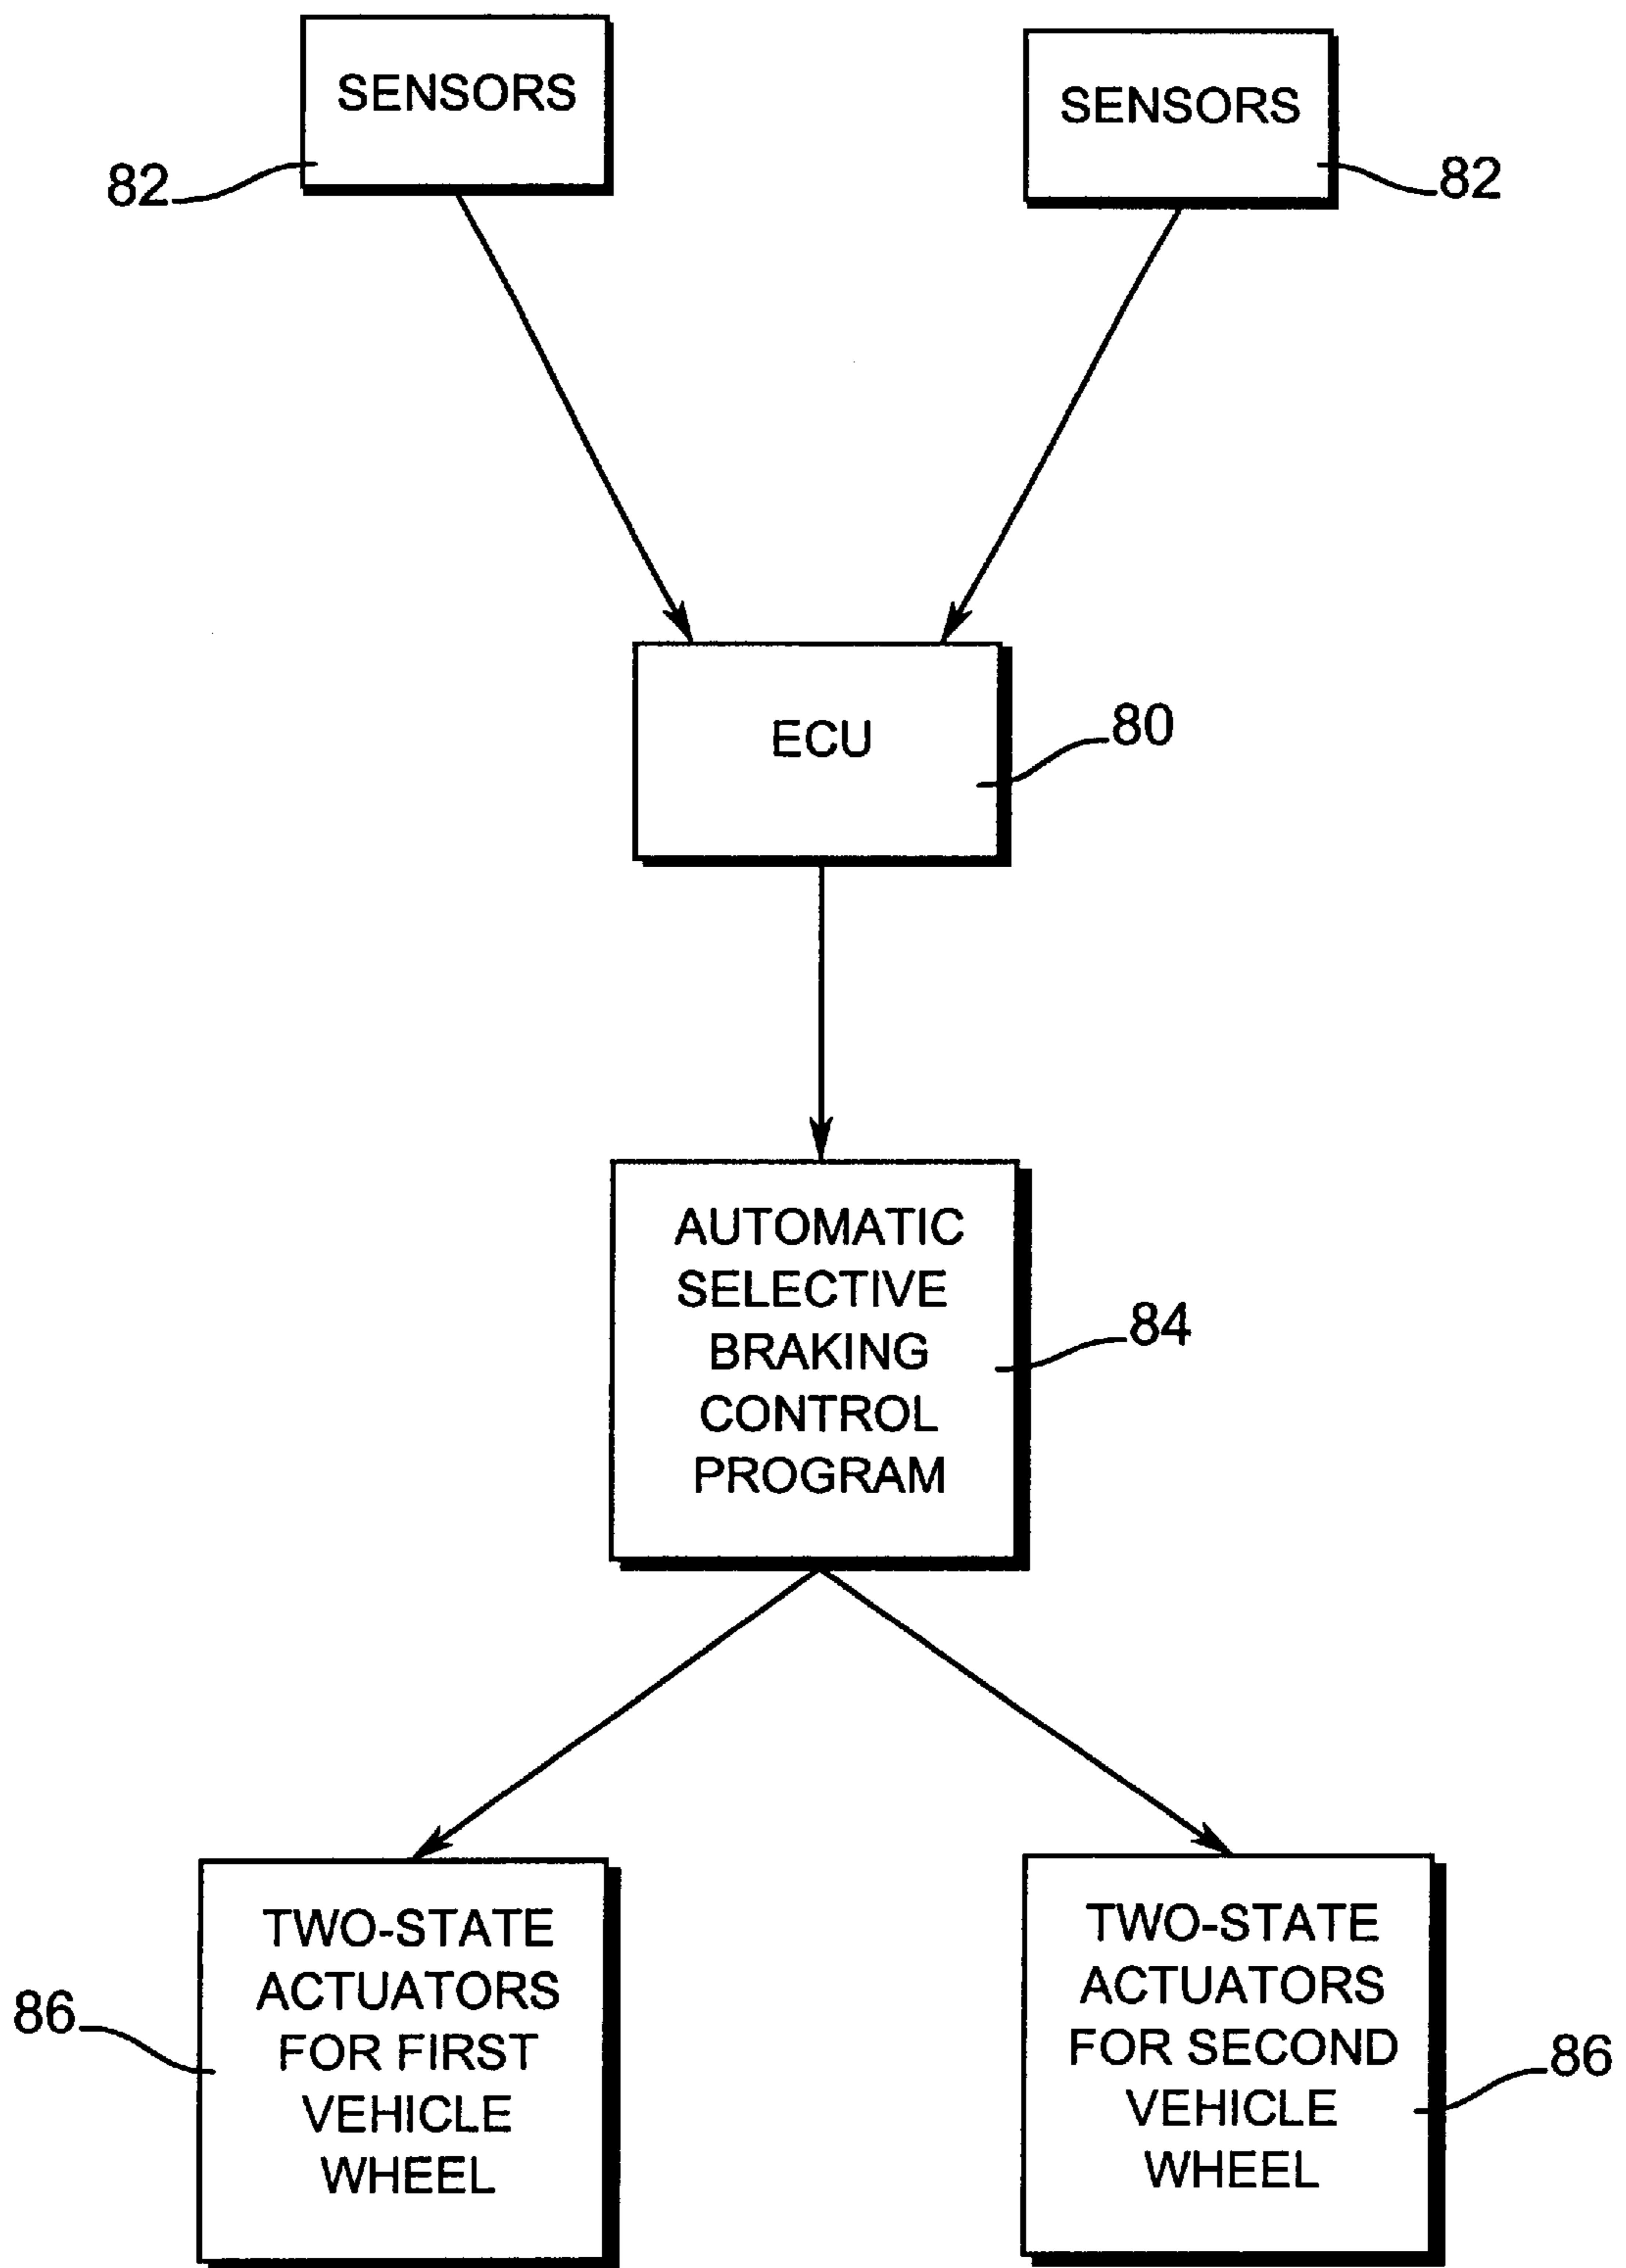 SENSORS
82
SENSORS
82
ECU
80
AUTOMATIC
SELECTIVE
BRAKING
CONTROL
PROGRAM
84
TWO-STATE
ACTUATORS
FOR FIRST
VEHICLE
WHEEL
86
TWO-STATE
ACTUATORS
FOR SECOND
VEHICLE
WHEEL
86